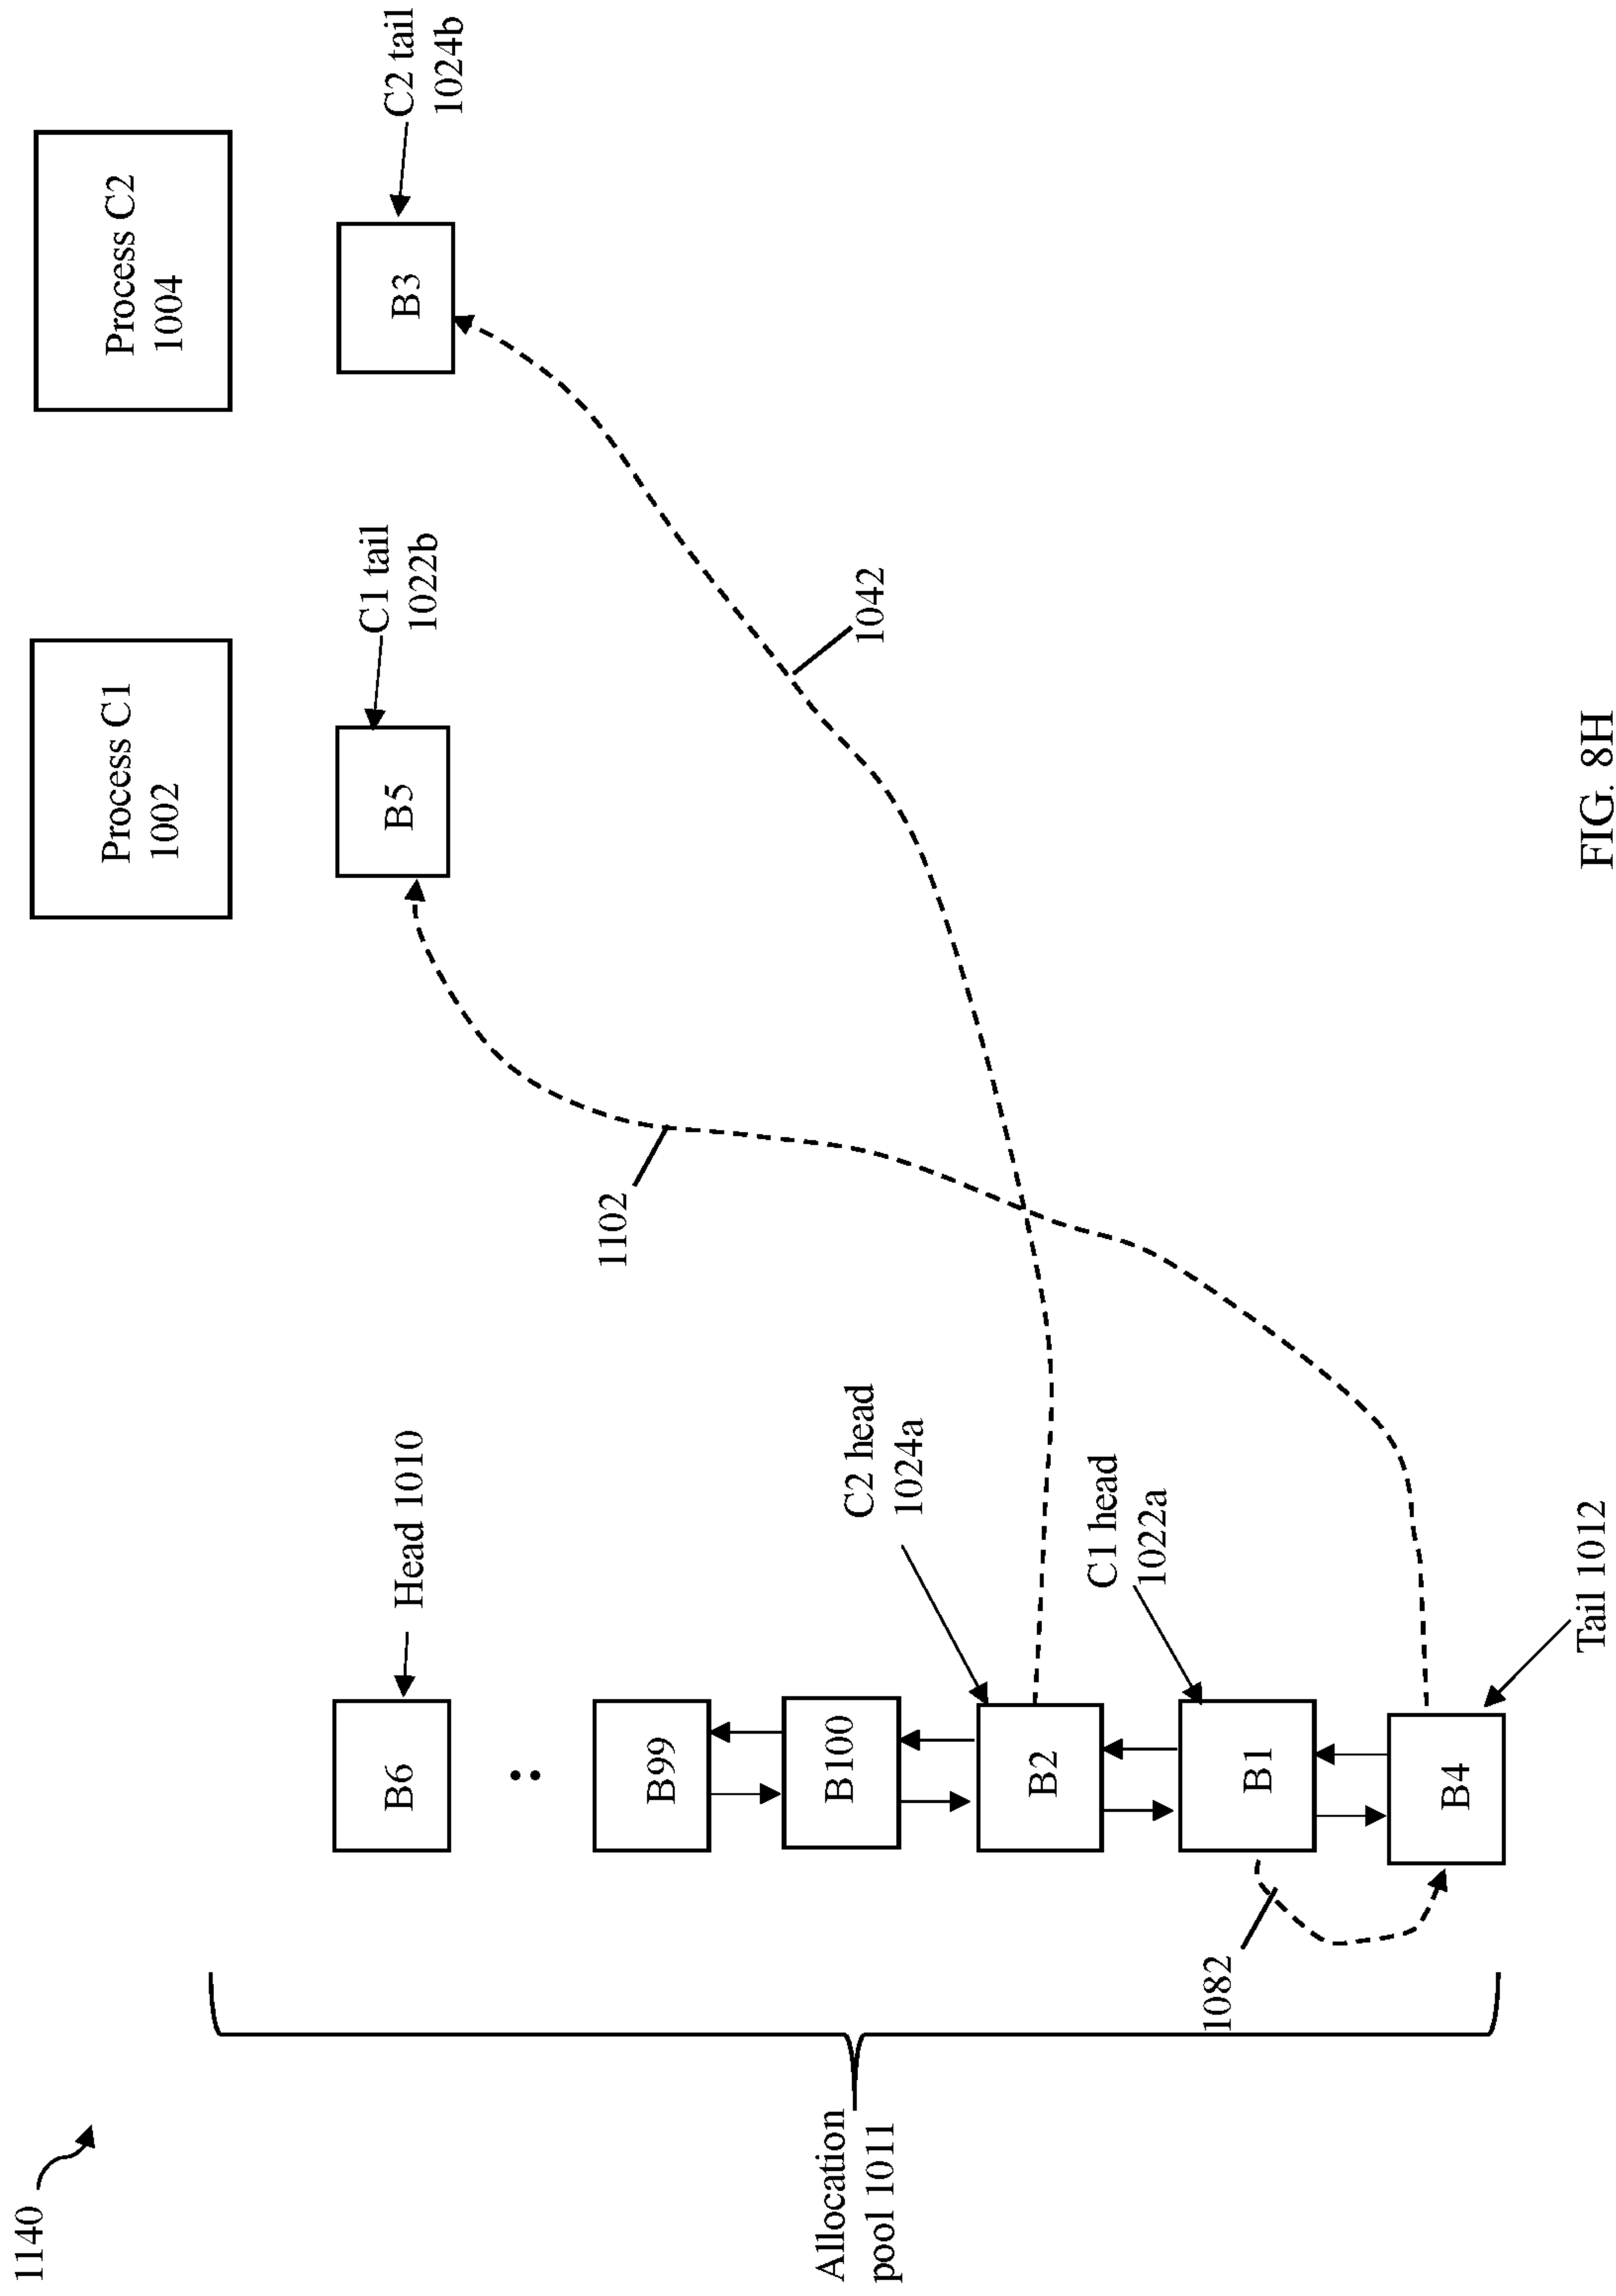 1140
Process C1
1002
Process C2
1004
Allocation
pool 1011
B6
Head 1010
B5
C1 tail
1022b
B3
C2 tail
1024b
B99
1102
B100
1042
C2 head
1024a
B2
C1 head
1022a
B1
1082
B4
Tail 1012
FIG. 8H